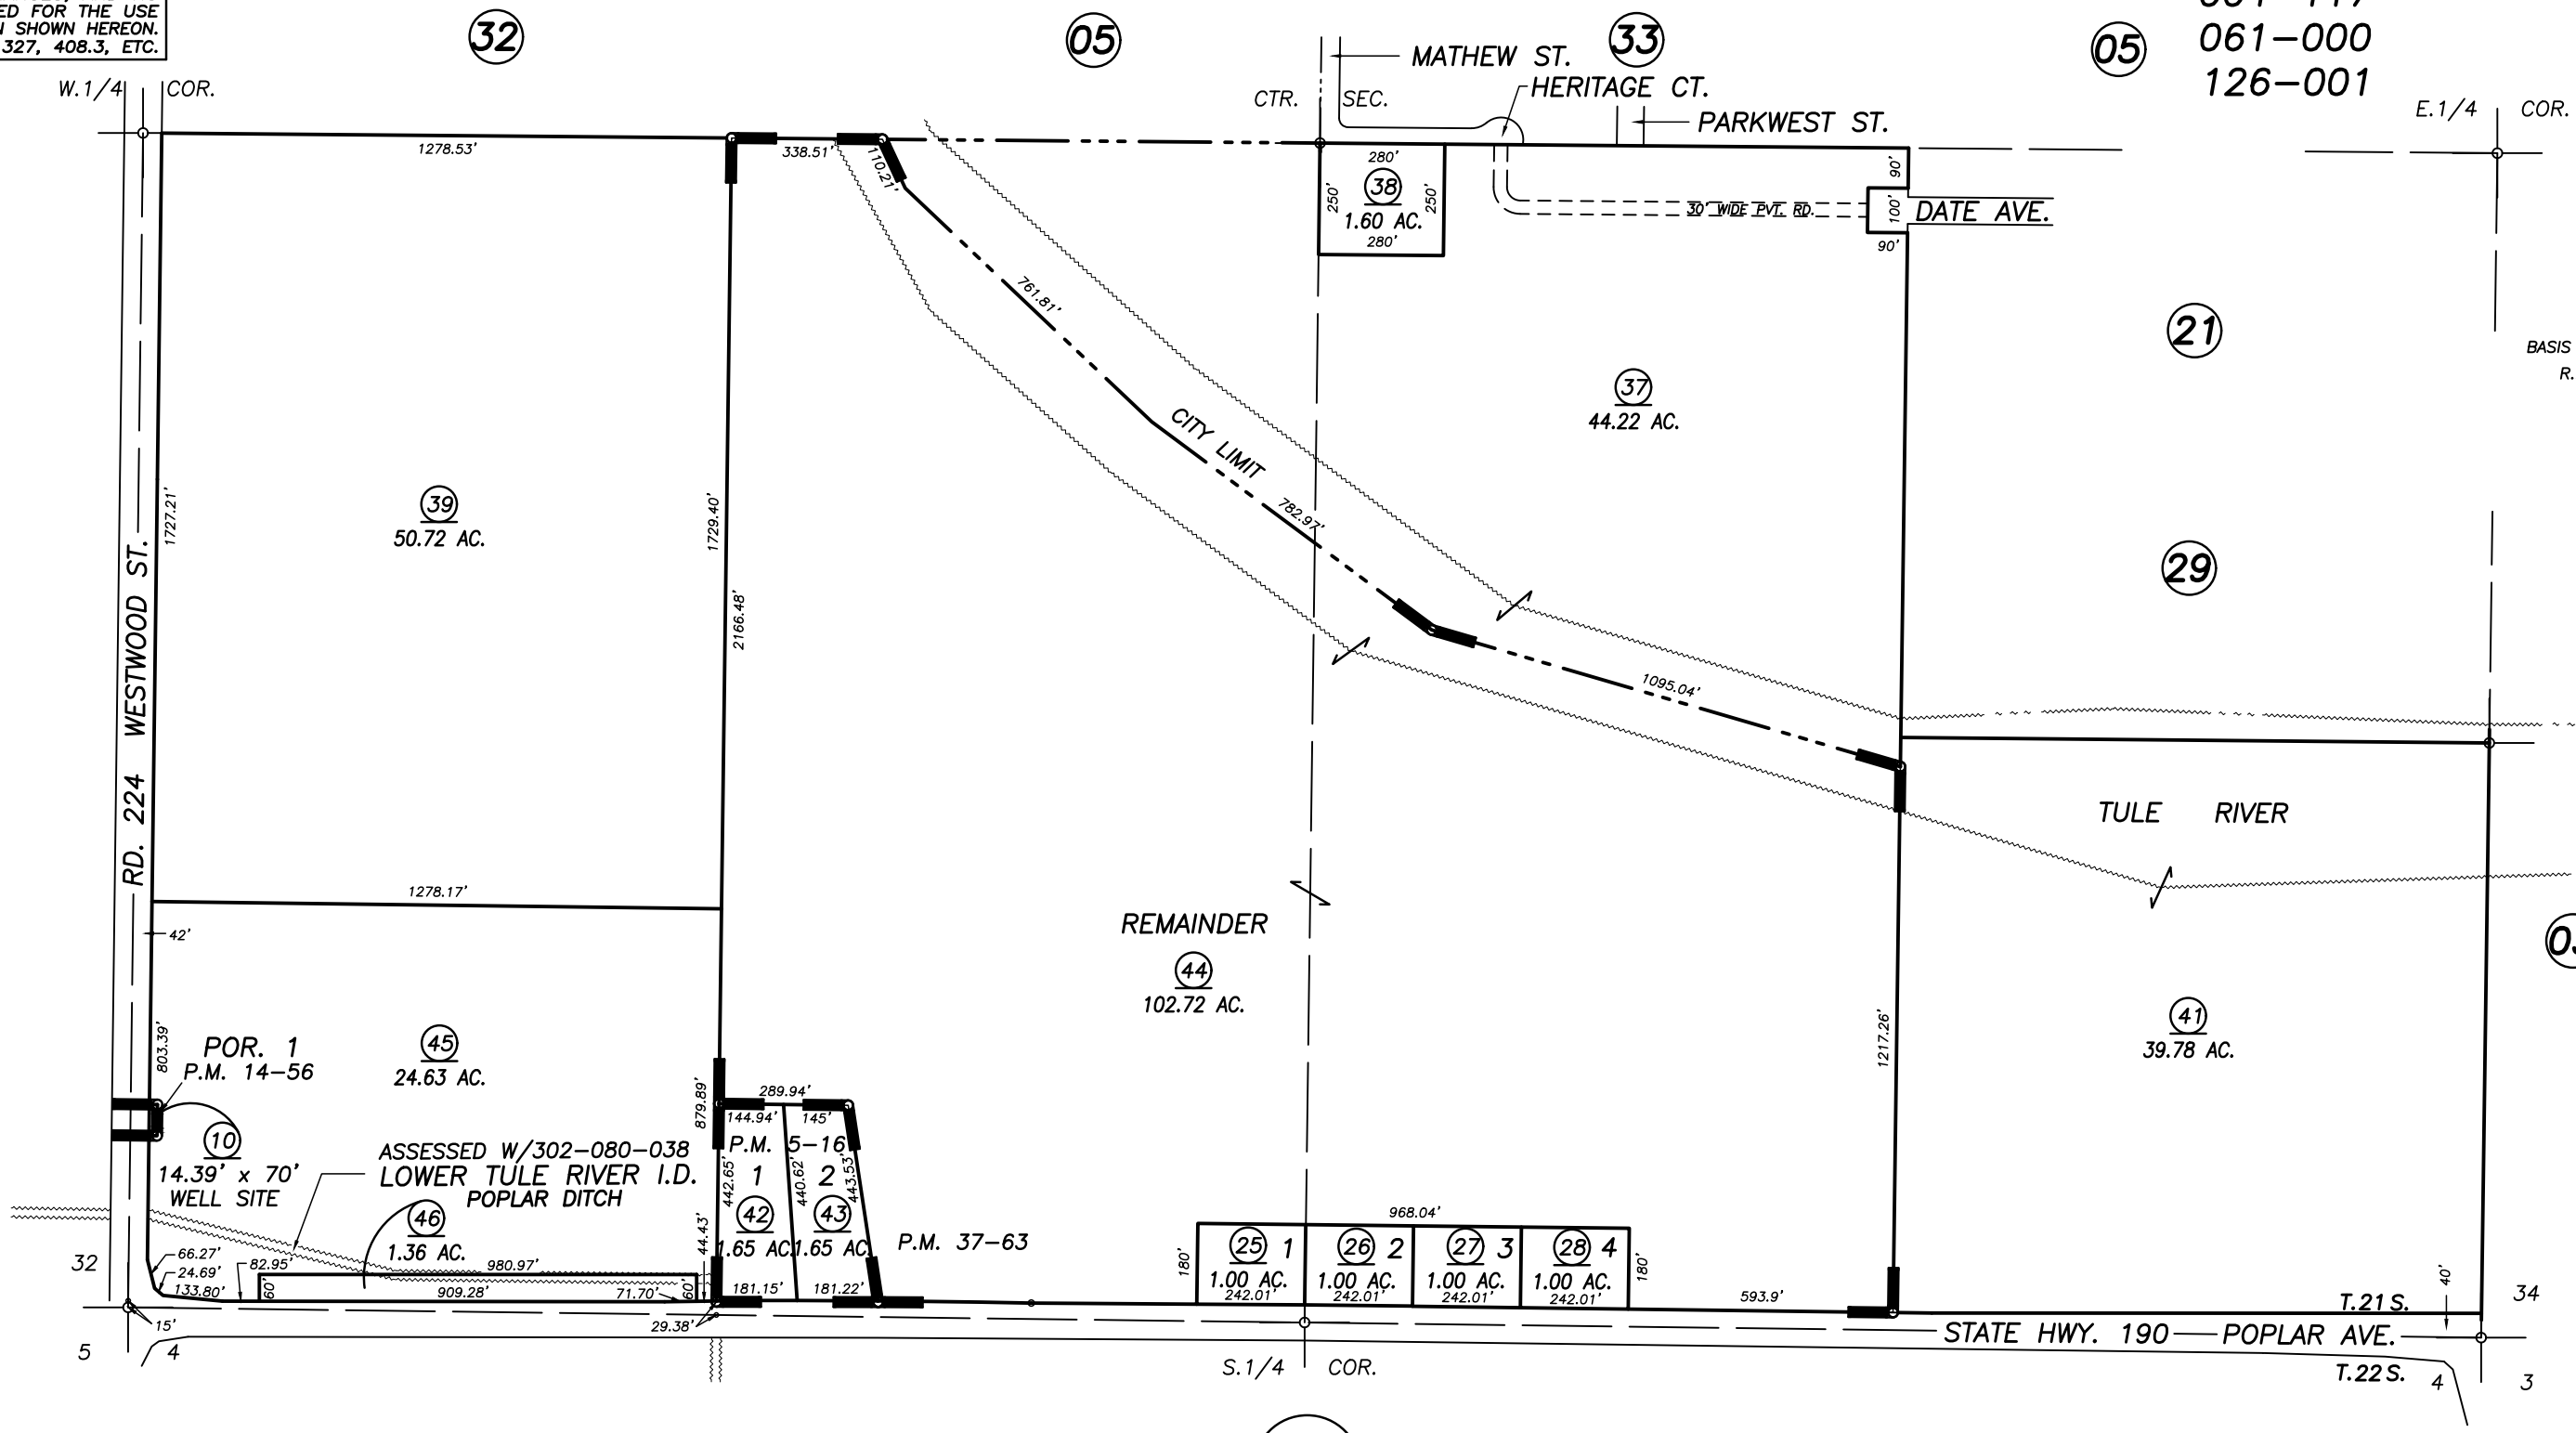 ED FOR THE USE
N SHOWN HEREON.
327, 408.3, ETC.
32
05
33
05
061-000
126-001
W.1/4 COR.
CTR. SEC.
MATHEW ST.
HERITAGE CT.
PARKWEST ST.
E.1/4 COR.
1278.53'
338.51'
110.21'
280'
38
250'
250'
1.60 AC.
280'
90'
100'
90'
30' WIDE PVT. RD.
DATE AVE.
761.81'
21
BASIS
R.
37
44.22 AC.
CITY LIMIT
782.97'
39
50.72 AC.
1727.21'
1729.40'
2166.48'
29
1095.04'
RD. 224 WESTWOOD ST.
TULE RIVER
1278.17'
42'
REMAINDER
44
102.72 AC.
803.39'
POR. 1
P.M. 14-56
45
24.63 AC.
1217.26'
41
39.78 AC.
879.89'
289.94'
144.94'
145'
10
14.39' x 70'
WELL SITE
ASSESSED W/302-080-038
LOWER TULE RIVER I.D.
POPLAR DITCH
46
1.36 AC.
P.M. 5-16
1
2
442.65'
440.62'
443.53'
42
43
1.65 AC.
1.65 AC.
44.43'
P.M. 37-63
968.04'
180'
25 1
26 2
27 3
28 4
1.00 AC.
1.00 AC.
1.00 AC.
1.00 AC.
242.01'
242.01'
242.01'
242.01'
180'
593.9'
32
66.27'
24.69'
133.80'
82.95'
60'
980.97'
909.28'
71.70'
60'
181.15'
181.22'
15'
29.38'
40'
34
T.21 S.
STATE HWY. 190 POPLAR AVE.
T.22 S.
5
4
S.1/4 COR.
4
3